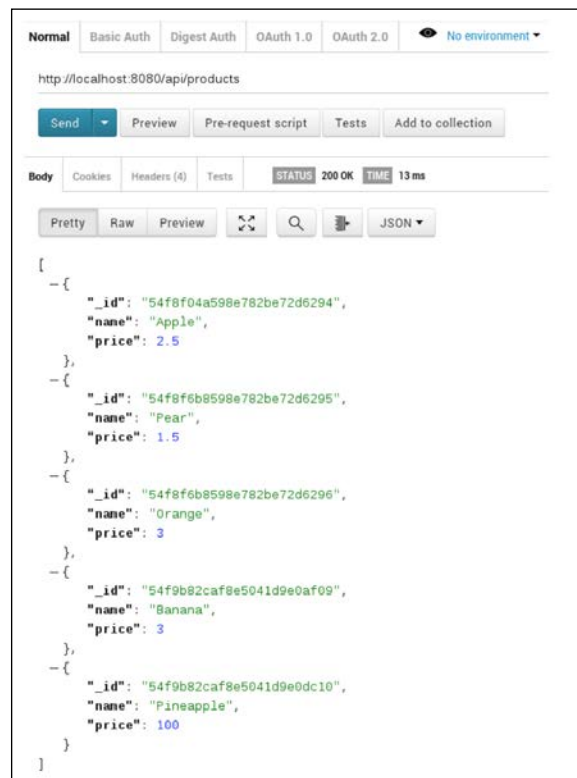 Normal Basic Auth Digest Auth OAuth 1.0 OAuth 2.0 No environment
http://localhost:8080/api/products
Send Preview Pre-request script Tests Add to collection
Body Cookies Headers (4) Tests STATUS 200 OK TIME 13 ms
Pretty Raw Preview JSON
[
{
"_id": "54f8f04a598e782be72d6294",
"name": "Apple",
"price": 2.5
},
{
"_id": "54f8f6b8598e782be72d6295",
"name": "Pear",
"price": 1.5
},
{
"_id": "54f8f6b8598e782be72d6296",
"name": "Orange",
"price": 3
},
{
"_id": "54f9b82caf8e5041d9e0af09",
"name": "Banana",
"price": 3
},
{
"_id": "54f9b82caf8e5041d9e0dc10",
"name": "Pineapple",
"price": 100
}
]